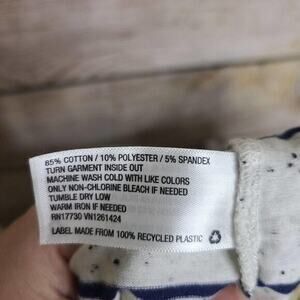 85% COTTON / 10% POLYESTER / 5% SPANDEX
TURN GARMENT INSIDE OUT
MACHINE WASH COLD WITH LIKE COLORS
ONLY NON-CHLORINE BLEACH IF NEEDED
TUMBLE DRY LOW
WARM IRON IF NEEDED
RN17730 VN1261424
LABEL MADE FROM 100% RECYCLED PLASTIC